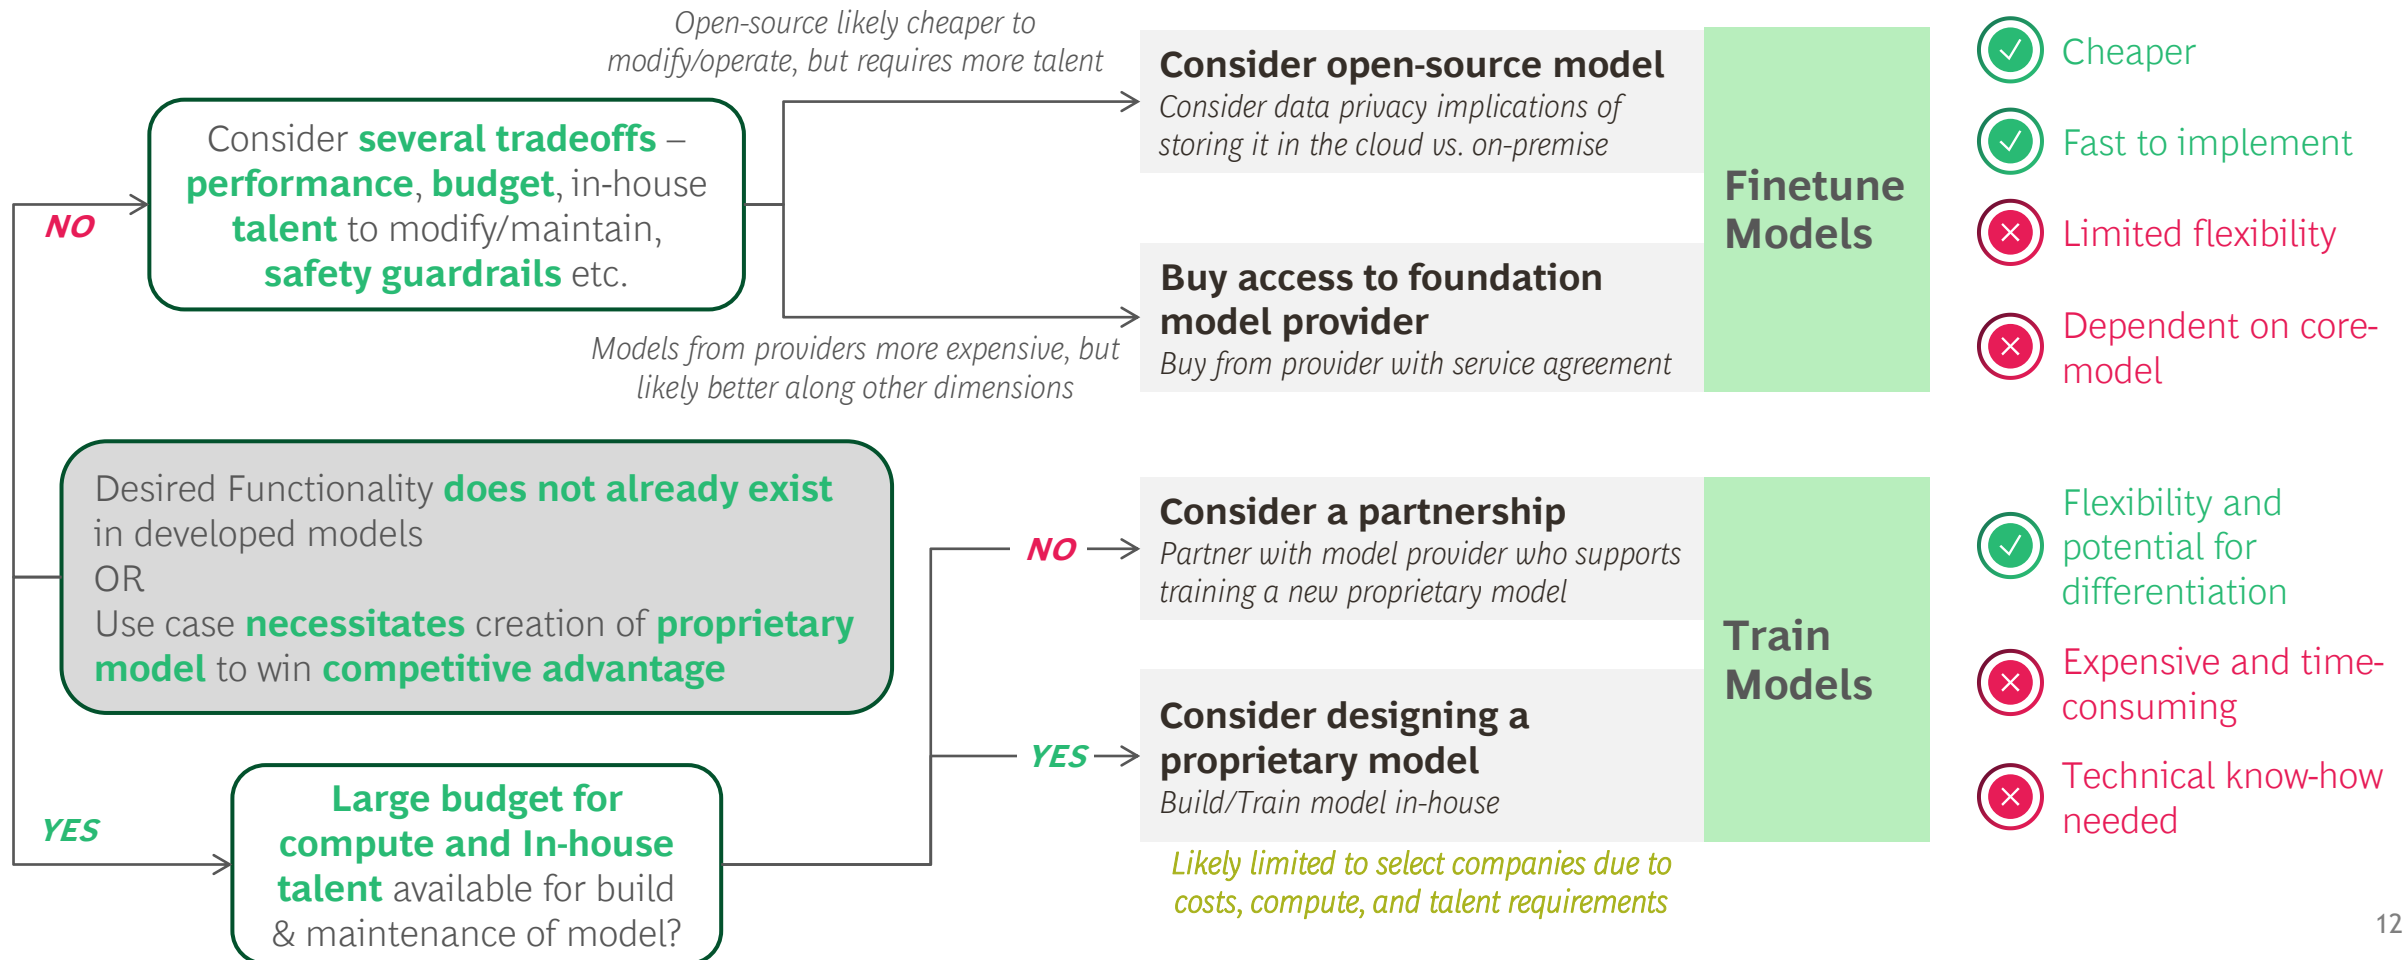 Open-source likely cheaper to
modify/operate, but requires more talent
Consider several tradeoffs –
performance, budget, in-house
talent to modify/maintain,
safety guardrails etc.
NO
Models from providers more expensive, but
likely better along other dimensions
Consider open-source model
Consider data privacy implications of
storing it in the cloud vs. on-premise
Buy access to foundation
model provider
Buy from provider with service agreement
Finetune
Models
Cheaper
Fast to implement
Limited flexibility
Dependent on core-
model
Desired Functionality does not already exist
in developed models
OR
Use case necessitates creation of proprietary
model to win competitive advantage
YES
Large budget for
compute and In-house
talent available for build
& maintenance of model?
NO
Consider a partnership
Partner with model provider who supports
training a new proprietary model
YES
Consider designing a
proprietary model
Build/Train model in-house
Likely limited to select companies due to
costs, compute, and talent requirements
Train
Models
Flexibility and
potential for
differentiation
Expensive and time-
consuming
Technical know-how
needed
12